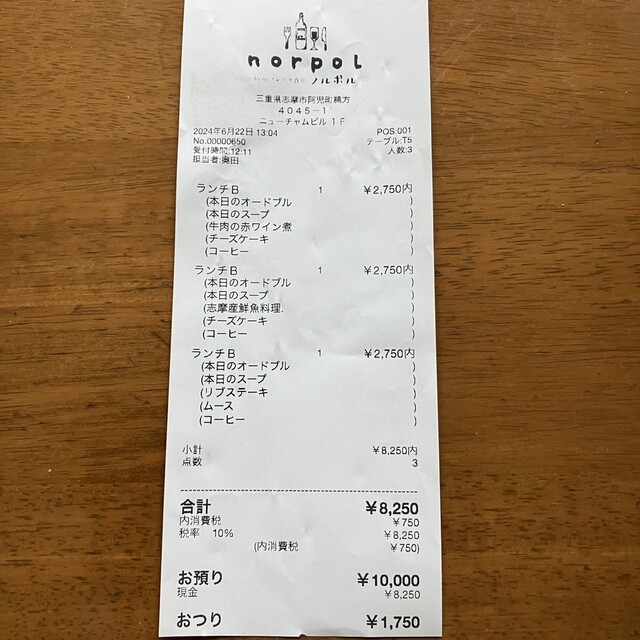 norpol
ノルポル
三重県志摩市阿児町鵜方
4045-1
ニューチャムビル 1F
2024年6月22日 13:04 POS:001
No.00000650 テーブル:T5
受付時間:12:11 人数:3
担当者:奥田
ランチB 1 ¥2,750内
(本日のオードブル )
(本日のスープ )
(牛肉の赤ワイン煮 )
(チーズケーキ )
(コーヒー )
ランチB 1 ¥2,750内
(本日のオードブル )
(本日のスープ )
(志摩産鮮魚料理. )
(チーズケーキ )
(コーヒー )
ランチB 1 ¥2,750内
(本日のオードブル )
(本日のスープ )
(リブステーキ )
(ムース )
(コーヒー )
小計 ¥8,250内
点数 3
合計 ¥8,250
内消費税 ¥750
税率 10% ¥8,250
(内消費税 ¥750)
お預り ¥10,000
現金 ¥8,250
おつり ¥1,750